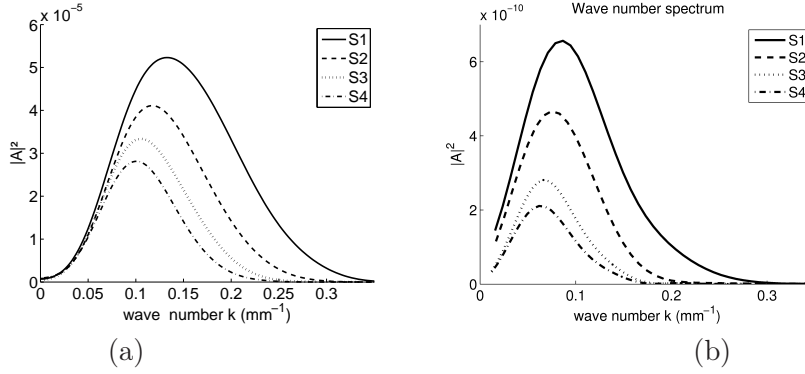 x 10⁻⁵
6
5
4
3
2
1
0
|A|²
0 0.05 0.1 0.15 0.2 0.25 0.3
wave number k (mm⁻¹)
S1
S2
S3
S4
(a)
Wave number spectrum
x 10⁻¹⁰
6
4
2
0
|A|²
0 0.1 0.2 0.3
wave number k (mm⁻¹)
S1
S2
S3
S4
(b)